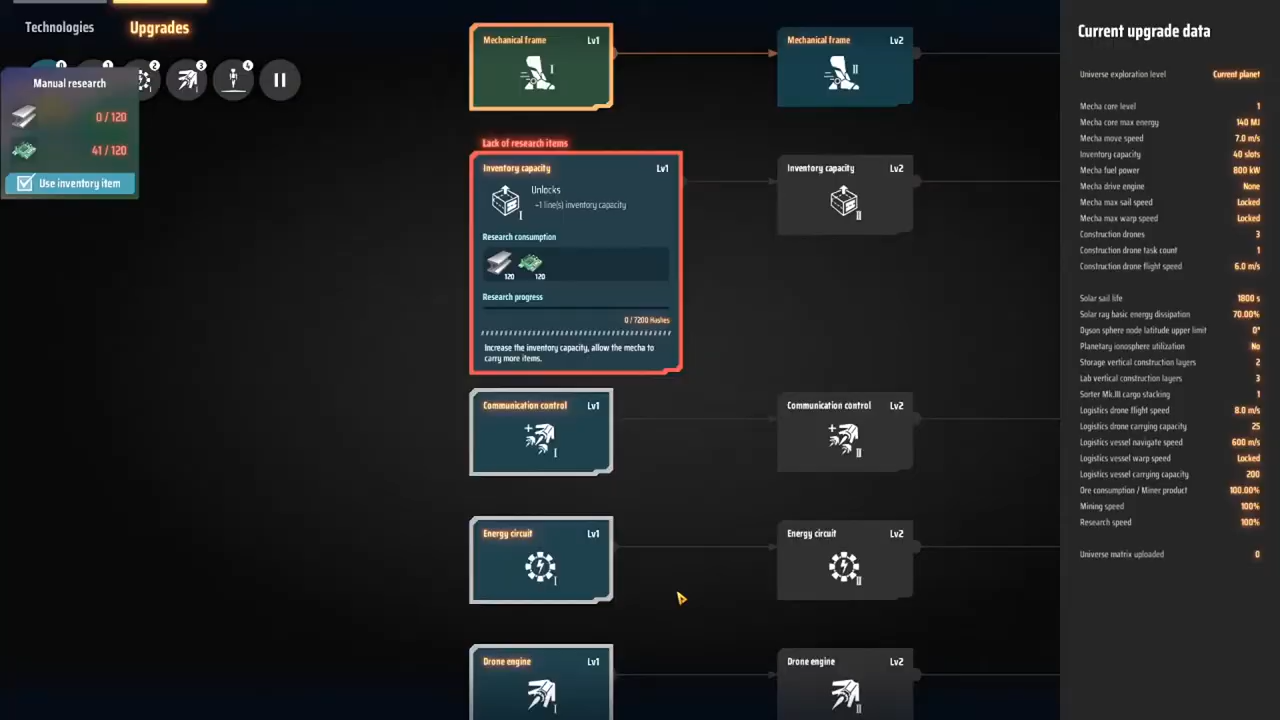 Technologies
Upgrades
2
3
4
Manual research
0 / 120
41 / 120
Use inventory item
Mechanical frame Lv1
I
Mechanical frame Lv2
II
Lack of research items
Inventory capacity Lv1
I
Unlocks
+1 line(s) inventory capacity
Research consumption
120 120
Research progress
0 / 7200 Hashes
Increase the inventory capacity, allow the mecha to
carry more items.
Inventory capacity Lv2
II
Communication control Lv1
I
Communication control Lv2
II
Energy circuit Lv1
I
Energy circuit Lv2
II
Drone engine Lv1
I
Drone engine Lv2
II
Current upgrade data
Universe exploration level Current planet
Mecha core level 1
Mecha core max energy 140 MJ
Mecha move speed 7.0 m/s
Inventory capacity 40 slots
Mecha fuel power 800 kW
Mecha drive engine None
Mecha max sail speed Locked
Mecha max warp speed Locked
Construction drones 3
Construction drone task count 1
Construction drone flight speed 6.0 m/s
Solar sail life 1800 s
Solar ray basic energy dissipation 70.00%
Dyson sphere node latitude upper limit 0°
Planetary ionosphere utilization No
Storage vertical construction layers 2
Lab vertical construction layers 3
Sorter Mk.III cargo stacking 1
Logistics drone flight speed 8.0 m/s
Logistics drone carrying capacity 25
Logistics vessel navigate speed 600 m/s
Logistics vessel warp speed Locked
Logistics vessel carrying capacity 200
Ore consumption / Miner product 100.00%
Mining speed 100%
Research speed 100%
Universe matrix uploaded 0